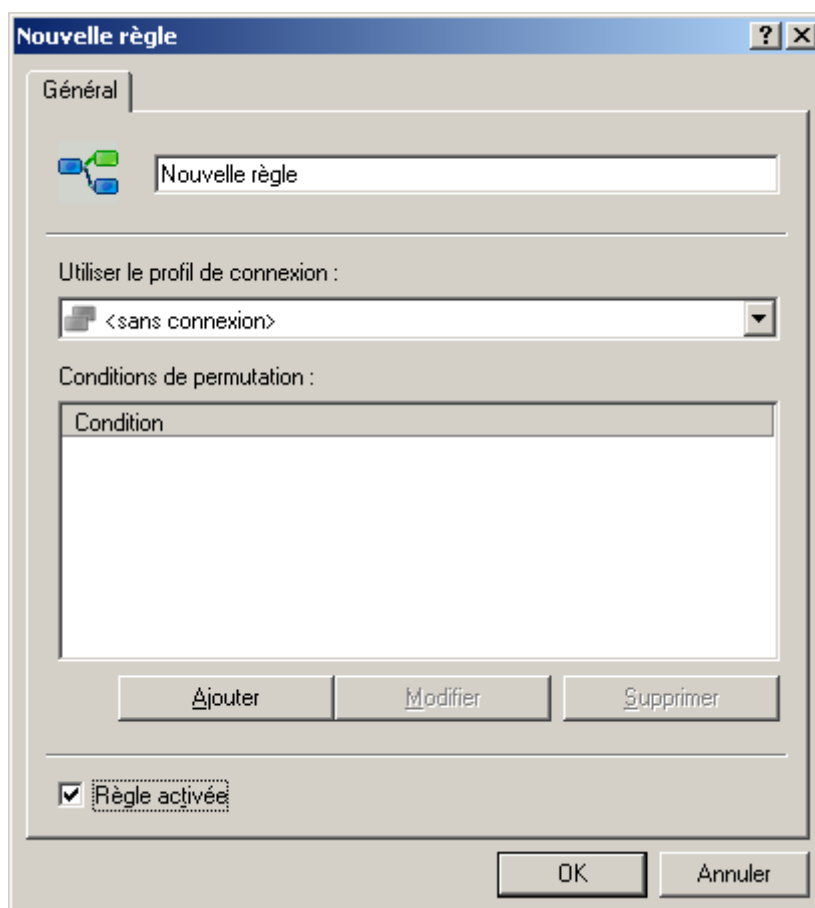 Nouvelle règle
Général
Nouvelle règle
Utiliser le profil de connexion :
<sans connexion>
Conditions de permutation :
Condition
Ajouter Modifier Supprimer
Règle activée
OK Annuler